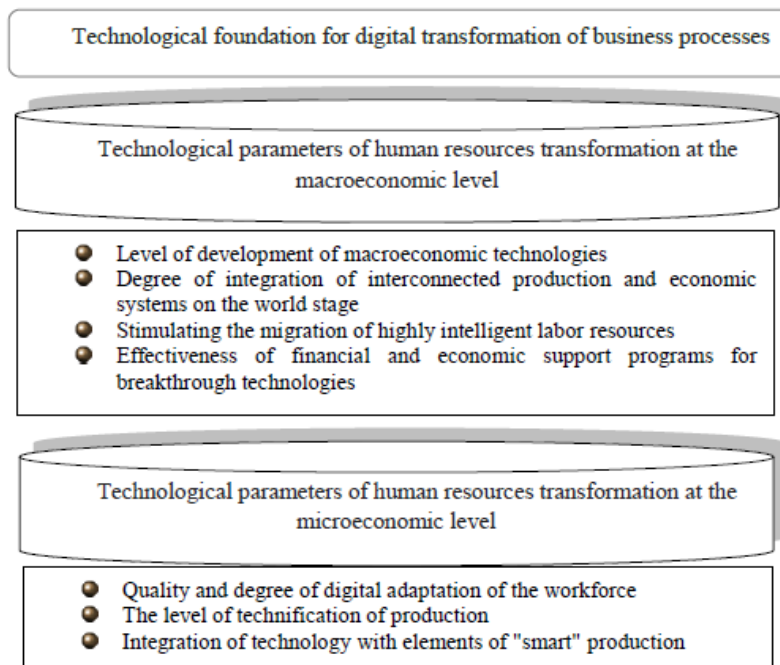 Technological foundation for digital transformation of business processes
Technological parameters of human resources transformation at the
macroeconomic level
Level of development of macroeconomic technologies
Degree of integration of interconnected production and economic
systems on the world stage
Stimulating the migration of highly intelligent labor resources
Effectiveness of financial and economic support programs for
breakthrough technologies
Technological parameters of human resources transformation at the
microeconomic level
Quality and degree of digital adaptation of the workforce
The level of technification of production
Integration of technology with elements of "smart" production